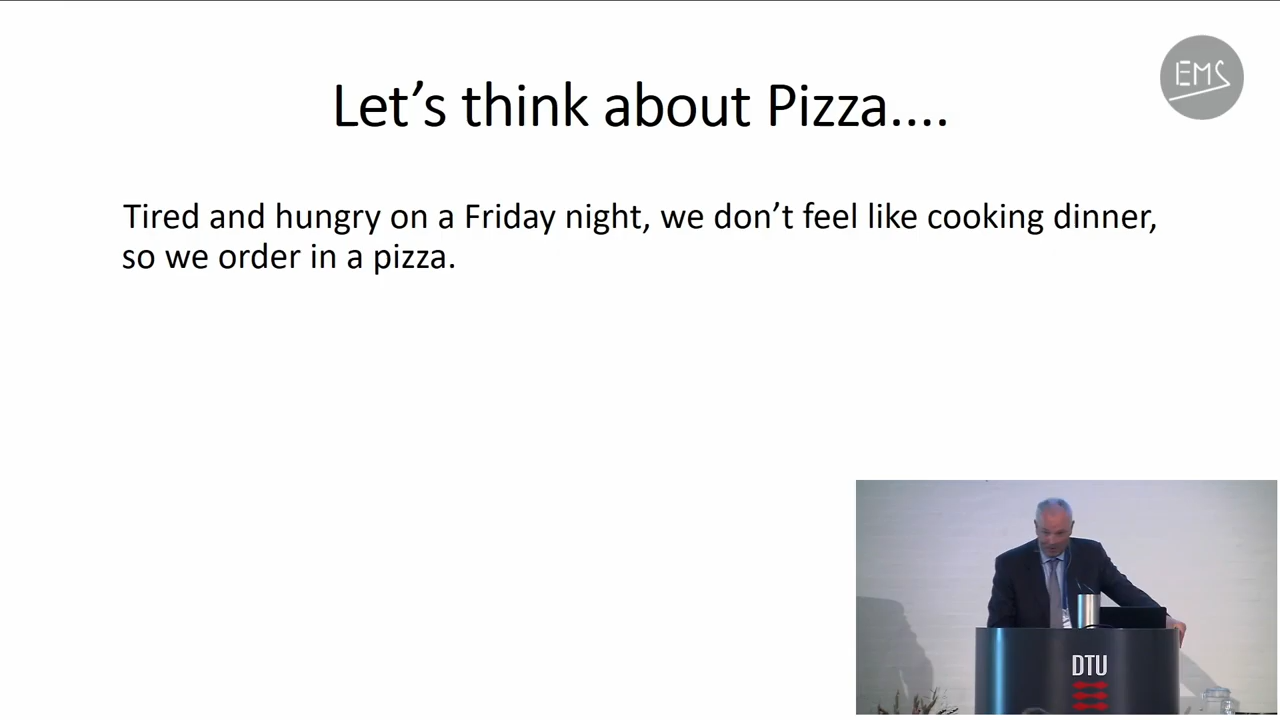 EMS
Let's think about Pizza....
Tired and hungry on a Friday night, we don't feel like cooking dinner,
so we order in a pizza.
DTU